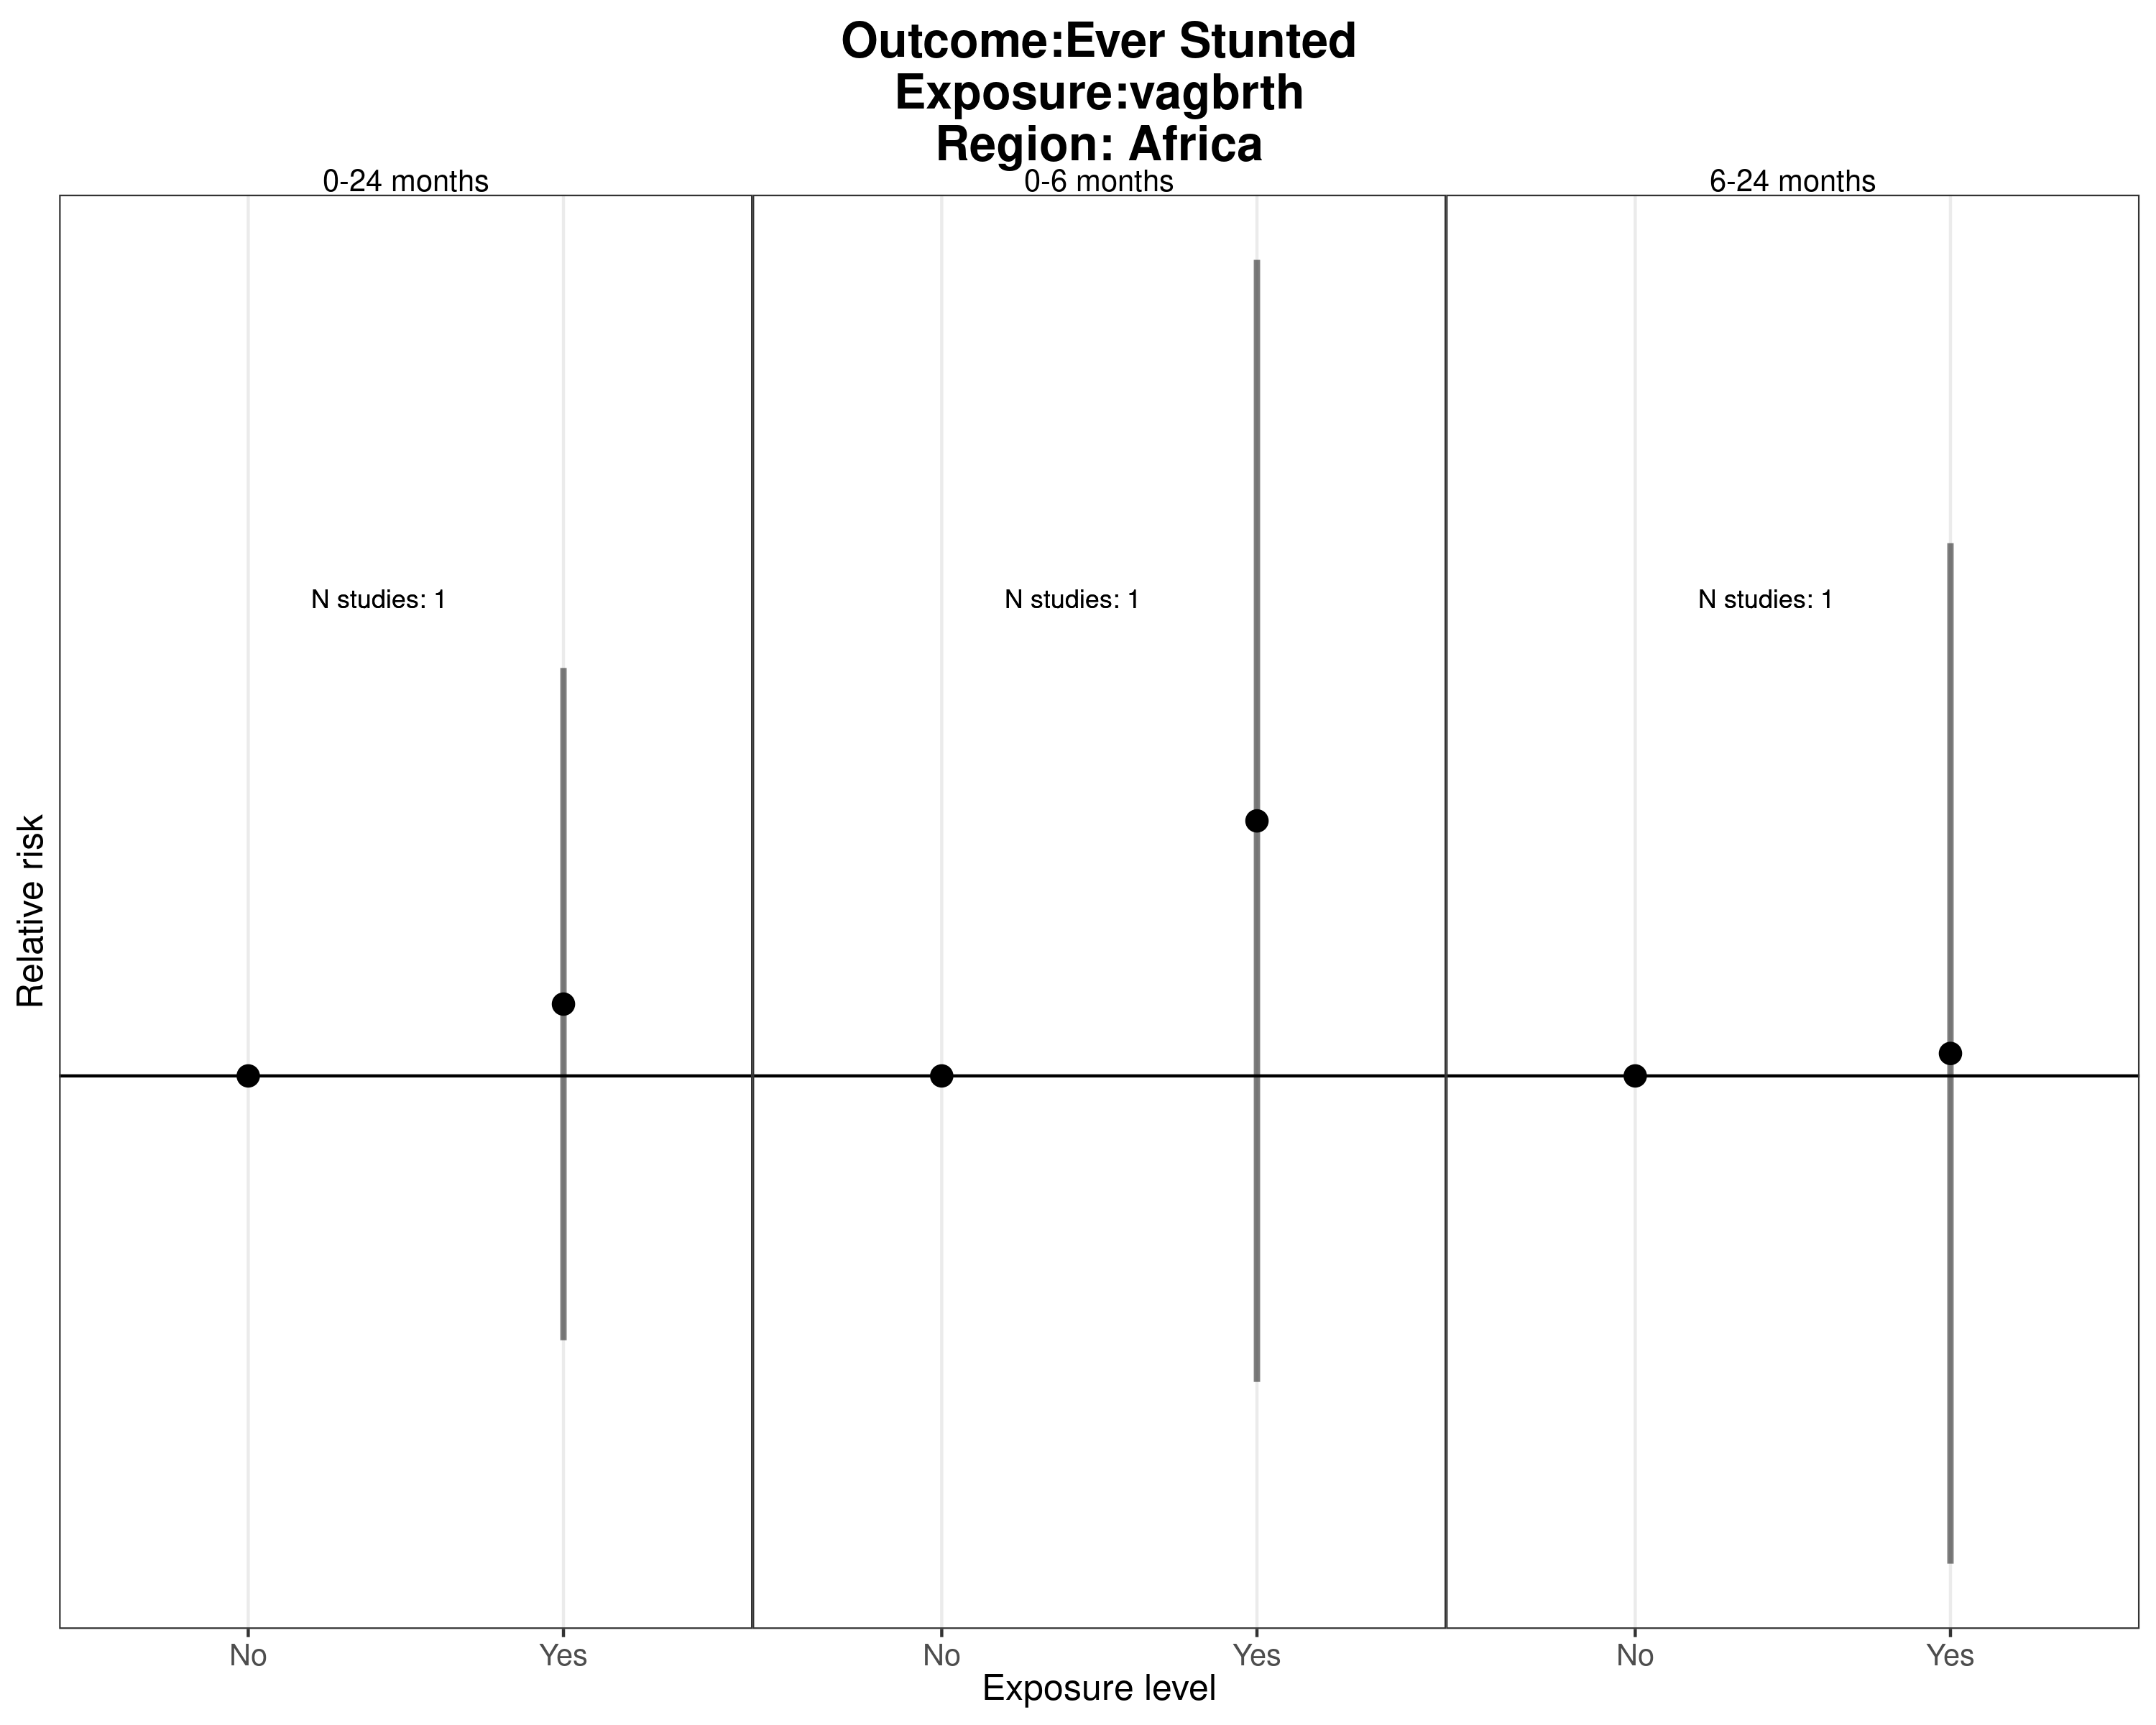 Outcome:Ever Stunted
Exposure:vagbrth
Region: Africa
0-24 months
0-6 months
6-24 months
N studies: 1
N studies: 1
N studies: 1
Relative risk
No
Yes
No
Yes
No
Yes
Exposure level